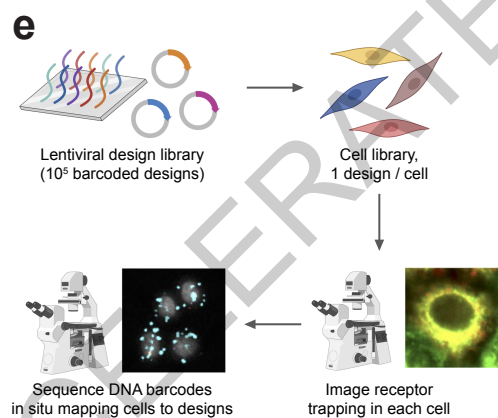 e
Lentiviral design library
(10⁵ barcoded designs)
Cell library,
1 design / cell
Sequence DNA barcodes
in situ mapping cells to designs
Image receptor
trapping in each cell
CELERATE